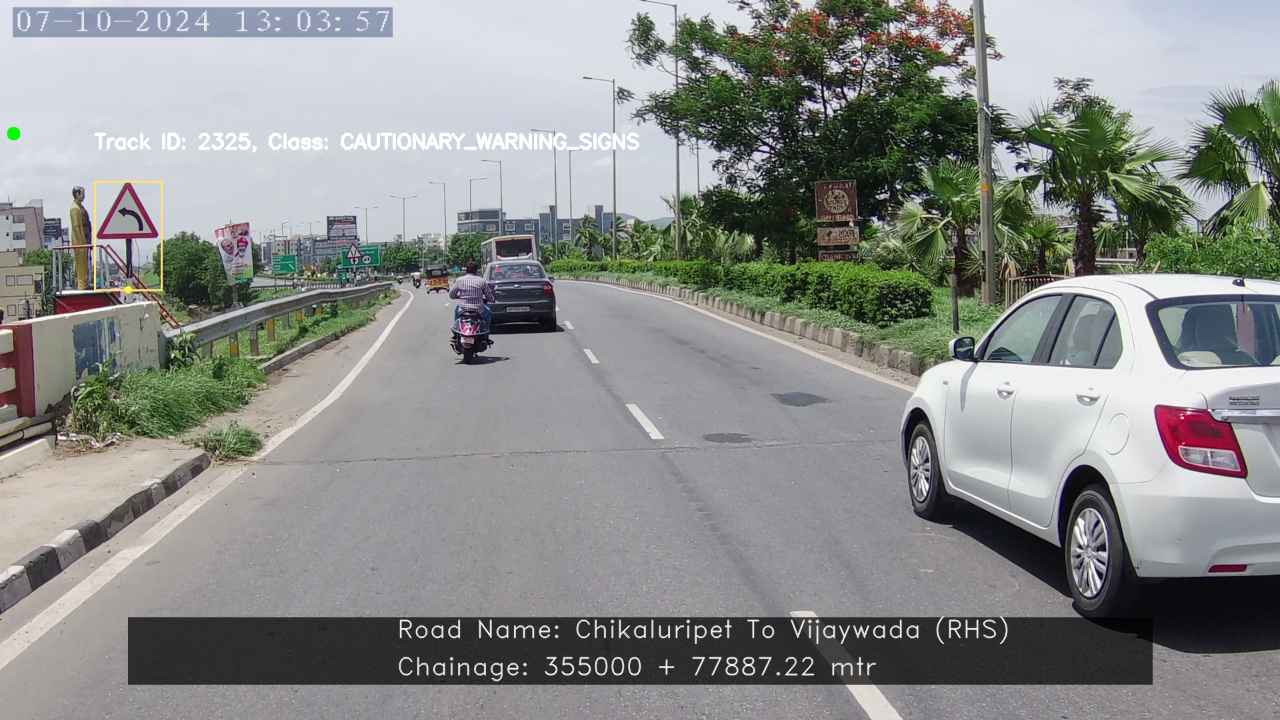 07-10-2024 13:03:57
Track ID: 2325, Class: CAUTIONARY_WARNING_SIGNS
Road Name: Chikaluripet To Vijaywada (RHS)
Chainage: 355000 + 77887.22 mtr